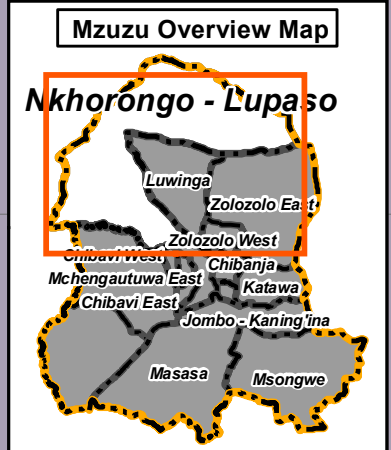 Mzuzu Overview Map
Nkhorongo - Lupaso
Luwinga
Zolozolo East
Zolozolo West
Chibavi West
Chibanja
Mchengautuwa East
Katawa
Chibavi East
Jombo - Kaning'ina
Masasa
Msongwe